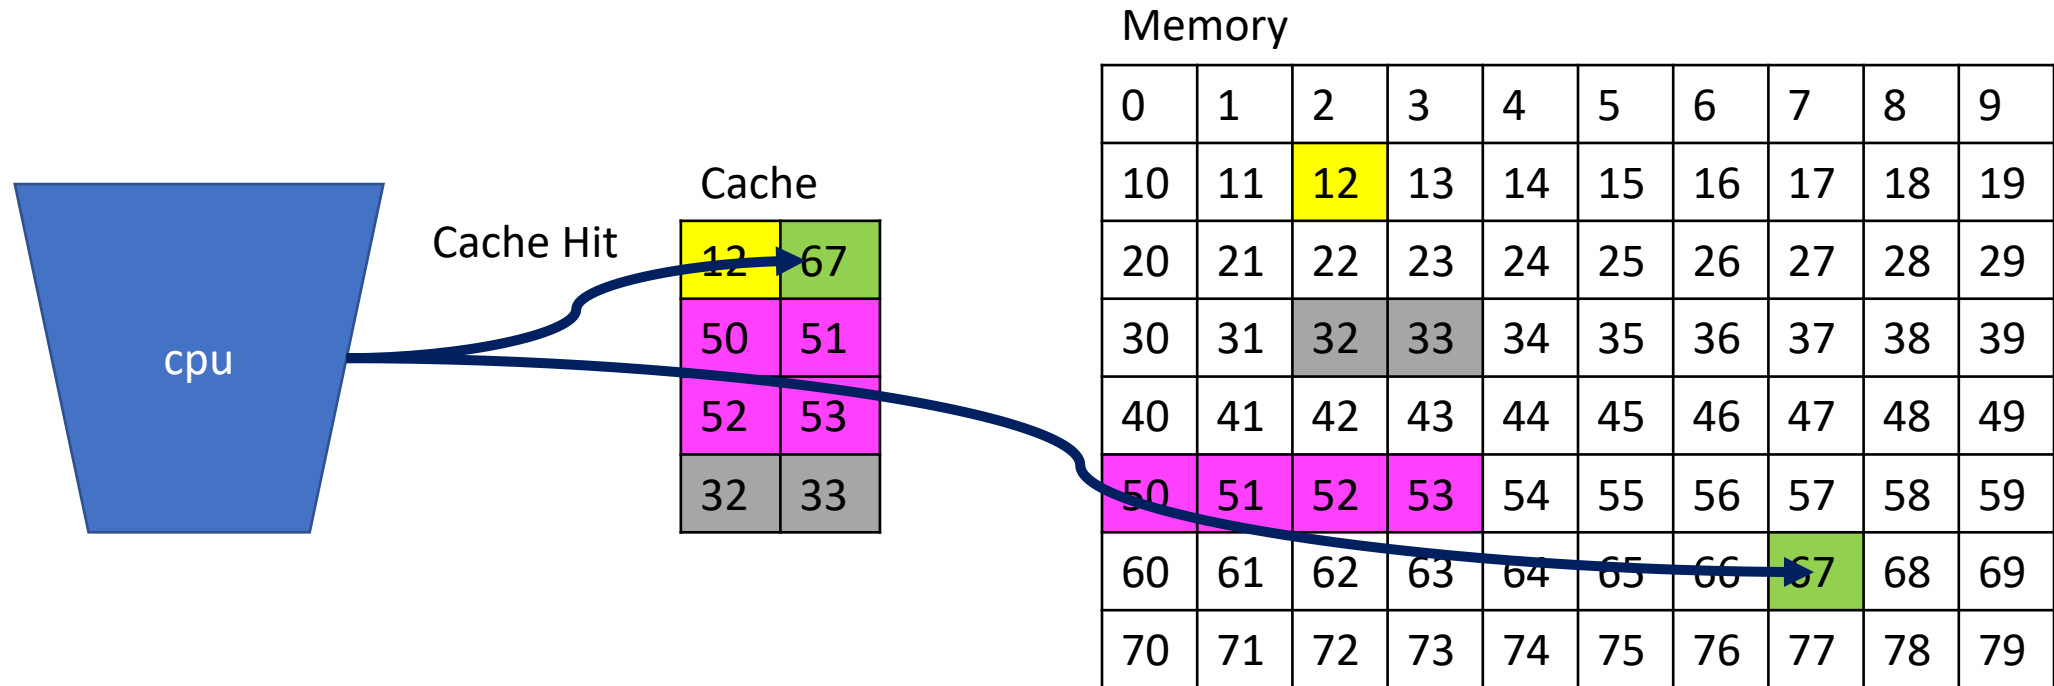 Memory
0 1 2 3 4 5 6 7 8 9
10 11 12 13 14 15 16 17 18 19
20 21 22 23 24 25 26 27 28 29
30 31 32 33 34 35 36 37 38 39
40 41 42 43 44 45 46 47 48 49
50 51 52 53 54 55 56 57 58 59
60 61 62 63 64 65 66 67 68 69
70 71 72 73 74 75 76 77 78 79
Cache
12 67
50 51
52 53
32 33
Cache Hit
cpu